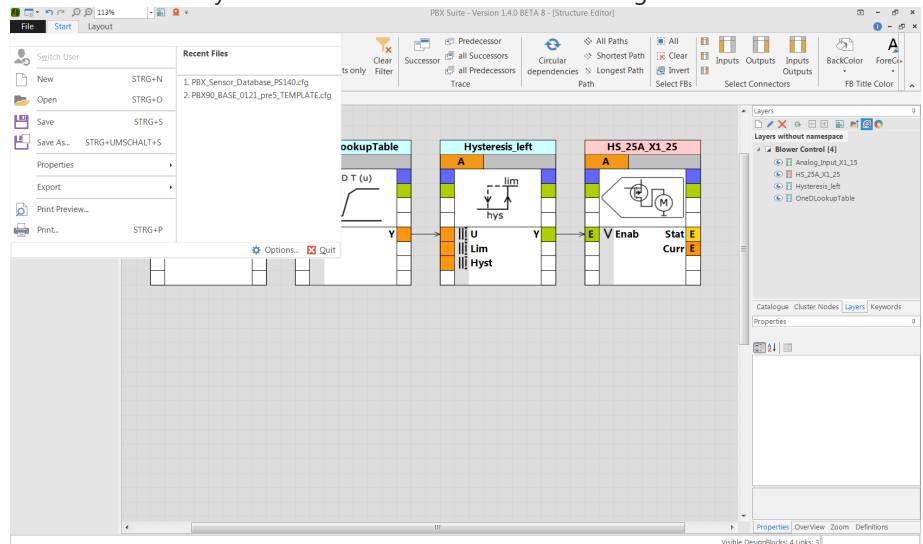 113%
PBX Suite - Version 1.4.0 BETA 8 - [Structure Editor]
File Start Layout
Switch User
New STRG+N
Open STRG+O
Save STRG+S
Save As... STRG+UMSCHALT+S
Properties
Export
Print Preview...
Print... STRG+P
Options... Quit
Recent Files
1. PBX_Sensor_Database_PS140.cfg
2. PBX90_BASE_0121_pre5_TEMPLATE.cfg
ts only
Clear
Filter
Successor
Predecessor
all Successors
all Predecessors
Trace
Circular
dependencies
All Paths
Shortest Path
Longest Path
Path
All
Clear
Invert
Select FBs
Inputs Outputs Inputs
Outputs
Select Connectors
BackColor ForeCo
FB Title Color
ookupTable
D T (u)
Y
Hysteresis_left
A
lim
hys
U Y
Lim
Hyst
HS_25A_X1_25
A
M
E V Enab Stat E
Curr E
Layers
Layers without namespace
Blower Control [4]
Analog_Input_X1_15
HS_25A_X1_25
Hysteresis_left
OneDLookupTable
Catalogue Cluster Nodes Layers Keywords
Properties
Properties OverView Zoom Definitions
Visible DesignBlocks: 4 Links: 3